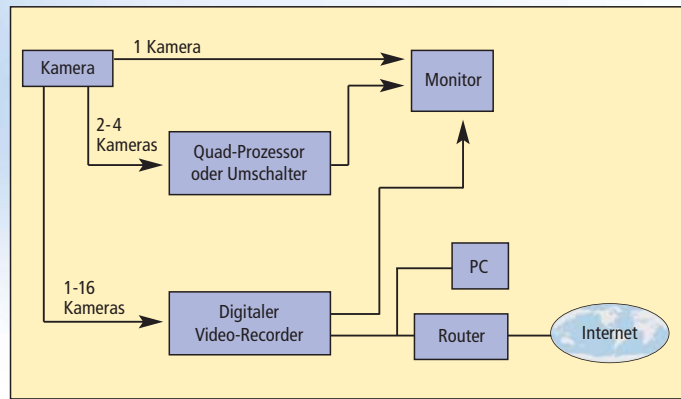 1 Kamera
Kamera
Monitor
2-4
Kameras
Quad-Prozessor
oder Umschalter
PC
1-16
Kameras
Digitaler
Video-Recorder
Router
Internet